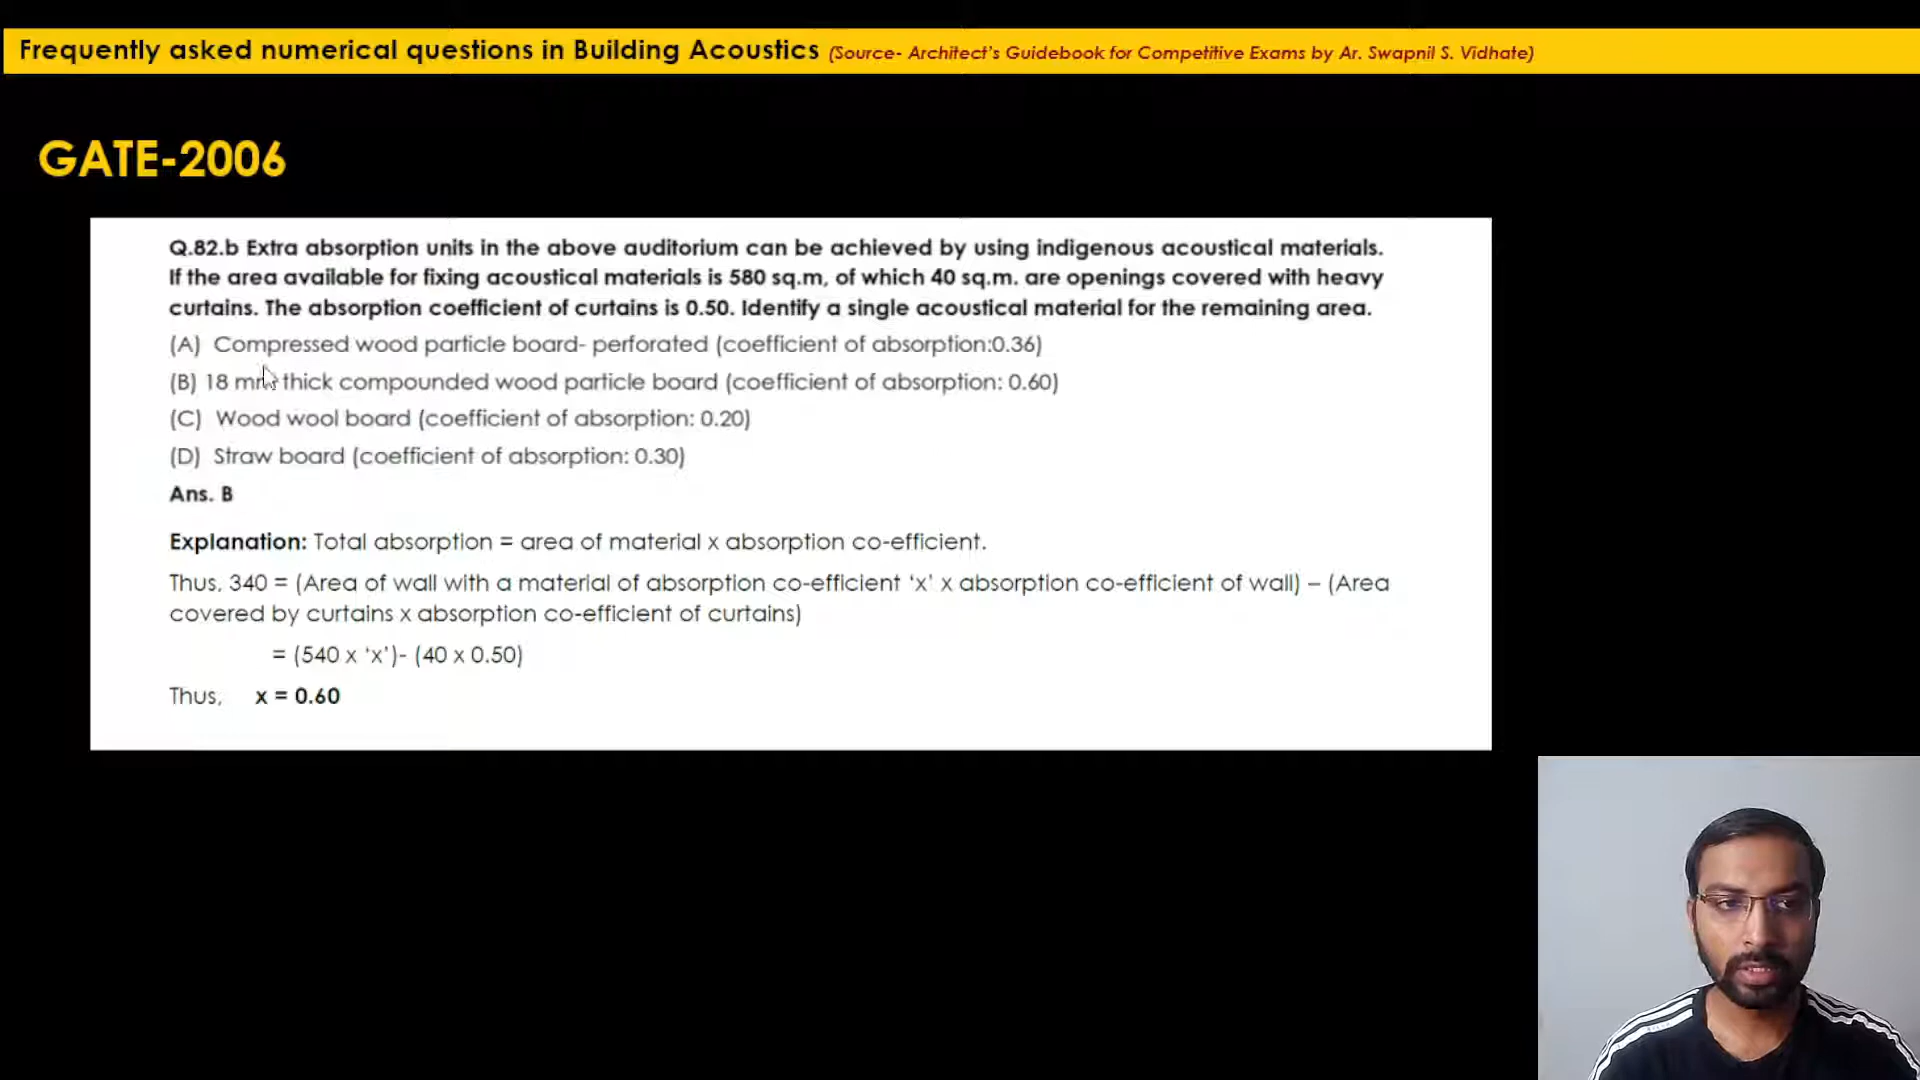 Frequently asked numerical questions in Building Acoustics (Source- Architect's Guidebook for Competitive Exams by Ar. Swapnil S. Vidhate)
GATE-2006
Q.82.b Extra absorption units in the above auditorium can be achieved by using indigenous acoustical materials.
If the area available for fixing acoustical materials is 580 sq.m, of which 40 sq.m. are openings covered with heavy
curtains. The absorption coefficient of curtains is 0.50. Identify a single acoustical material for the remaining area.
(A) Compressed wood particle board- perforated (coefficient of absorption:0.36)
(B) 18 mm thick compounded wood particle board (coefficient of absorption: 0.60)
(C) Wood wool board (coefficient of absorption: 0.20)
(D) Straw board (coefficient of absorption: 0.30)
Ans. B
Explanation: Total absorption = area of material x absorption co-efficient.
Thus, 340 = (Area of wall with a material of absorption co-efficient 'x' x absorption co-efficient of wall) – (Area
covered by curtains x absorption co-efficient of curtains)
= (540 x 'x')- (40 x 0.50)
Thus, x = 0.60